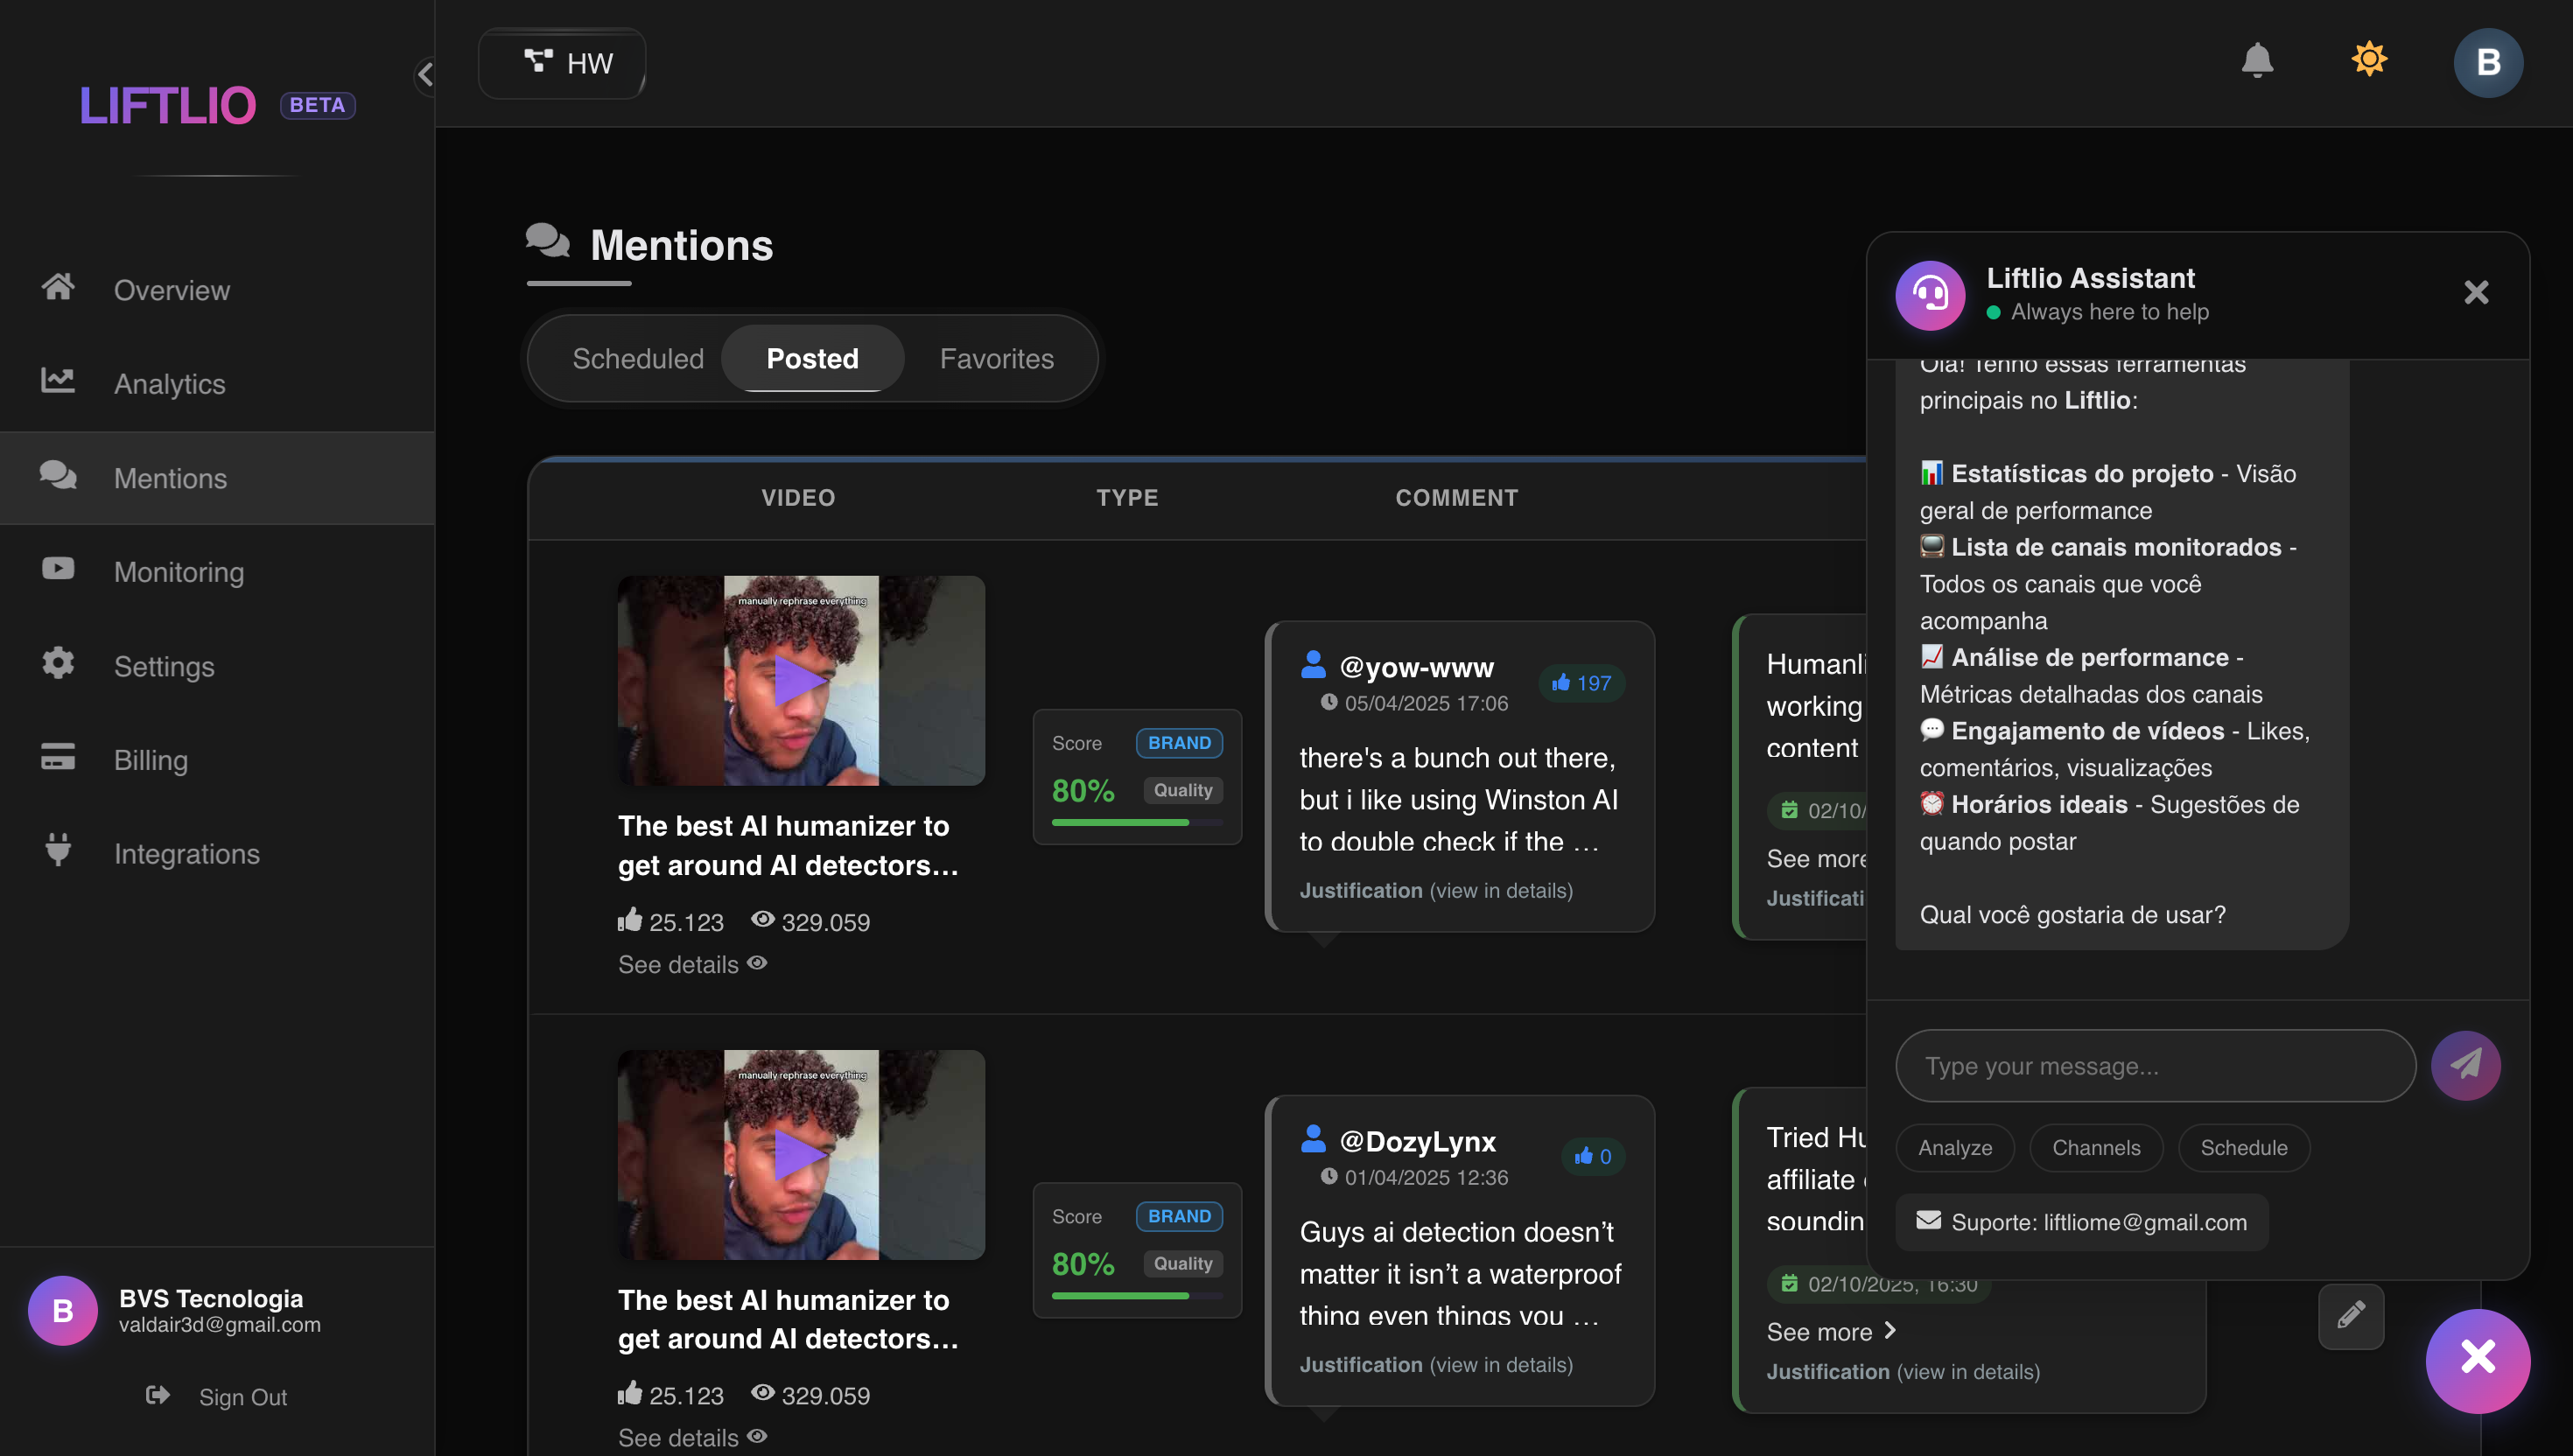 LIFTLIO BETA
Overview
Analytics
Mentions
Monitoring
Settings
Billing
Integrations
B
BVS Tecnologia
valdair3d@gmail.com
Sign Out
HW
B
Mentions
Scheduled Posted Favorites
VIDEO TYPE COMMENT
manually rephrase everything
The best AI humanizer to
get around AI detectors...
25.123 329.059
See details
Score BRAND
80% Quality
@yow-www
05/04/2025 17:06
197
there's a bunch out there,
but i like using Winston AI
to double check if the ...
Justification (view in details)
working
content
02/10/
See more
manually rephrase everything
The best AI humanizer to
get around AI detectors...
25.123 329.059
See details
Score BRAND
80% Quality
@DozyLynx
01/04/2025 12:36
0
Guys ai detection doesn’t
matter it isn’t a waterproof
thing even things you ...
Justification (view in details)
Tried
affiliate
02/10/2025, 16:30
See more
Justification (view in details)
Liftlio Assistant
Always here to help
Olá! Tenho essas ferramentas
principais no Liftlio:
Estatísticas do projeto - Visão
geral de performance
Lista de canais monitorados -
Todos os canais que você
acompanha
Análise de performance -
Métricas detalhadas dos canais
Engajamento de vídeos - Likes,
comentários, visualizações
Horários ideais - Sugestões de
quando postar
Qual você gostaria de usar?
Type your message...
Analyze Channels Schedule
Suporte: liftliome@gmail.com